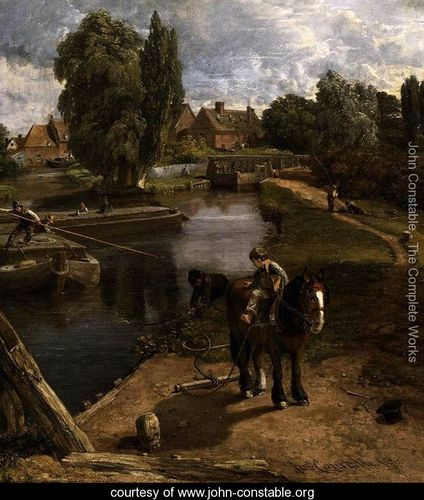 John Constable - The Complete Works
courtesy of www.john-constable.org